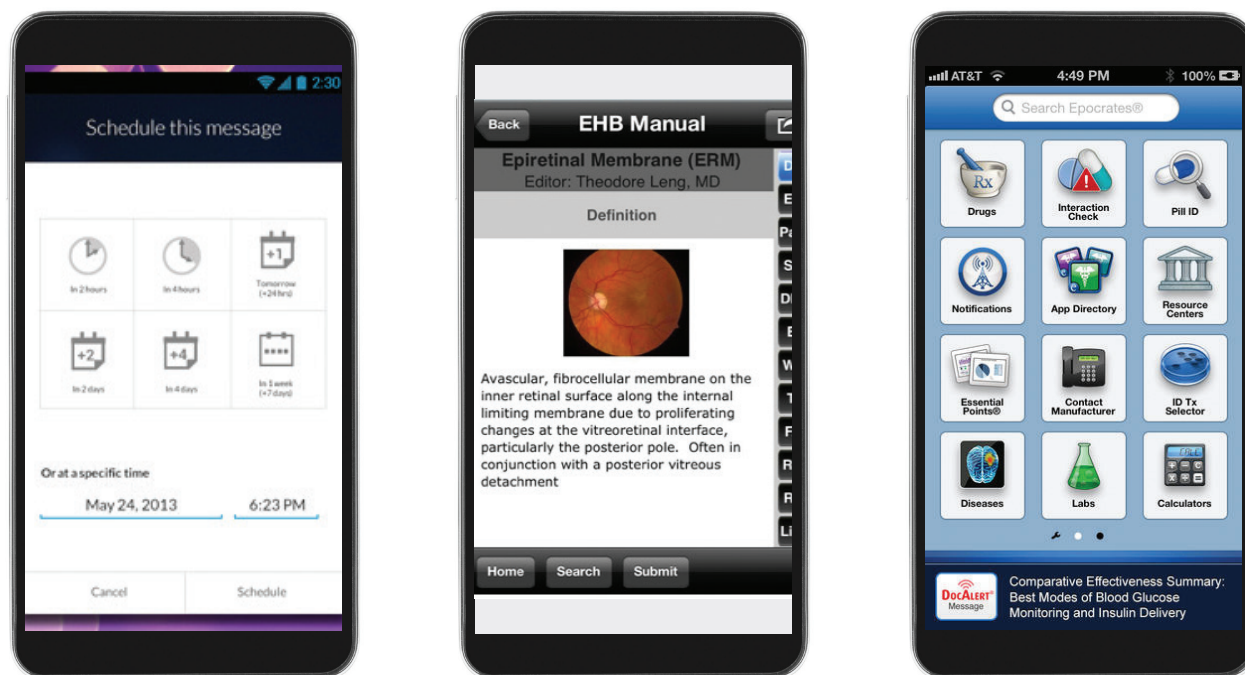 2:30
Schedule this message
In 2 hours
In 4 hours
+1
Tomorrow
(+24 hrs)
+2
In 2 days
+4
In 4 days
In 1 week
(+7 days)
Or at a specific time
May 24, 2013
6:23 PM
Cancel
Schedule
Back
EHB Manual
Epiretinal Membrane (ERM)
Editor: Theodore Leng, MD
Definition
Avascular, fibrocellular membrane on the
inner retinal surface along the internal
limiting membrane due to proliferating
changes at the vitreoretinal interface,
particularly the posterior pole. Often in
conjunction with a posterior vitreous
detachment
Home
Search
Submit
AT&T
4:49 PM
100%
Search Epocrates®
Rx
Drugs
Interaction
Check
Pill ID
Notifications
App Directory
Resource
Centers
Essential
Points®
Contact
Manufacturer
ID Tx
Selector
Diseases
Labs
Calculators
DocAlert®
Message
Comparative Effectiveness Summary:
Best Modes of Blood Glucose
Monitoring and Insulin Delivery